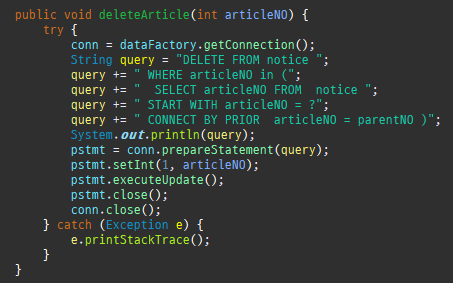 public void deleteArticle(int articleNO) {
    try {
        conn = dataFactory.getConnection();
        String query = "DELETE FROM notice ";
        query += " WHERE articleNO in (";
        query += "  SELECT articleNO FROM  notice ";
        query += " START WITH articleNO = ?";
        query += " CONNECT BY PRIOR  articleNO = parentNO )";
        System.out.println(query);
        pstmt = conn.prepareStatement(query);
        pstmt.setInt(1, articleNO);
        pstmt.executeUpdate();
        pstmt.close();
        conn.close();
    } catch (Exception e) {
        e.printStackTrace();
    }
}